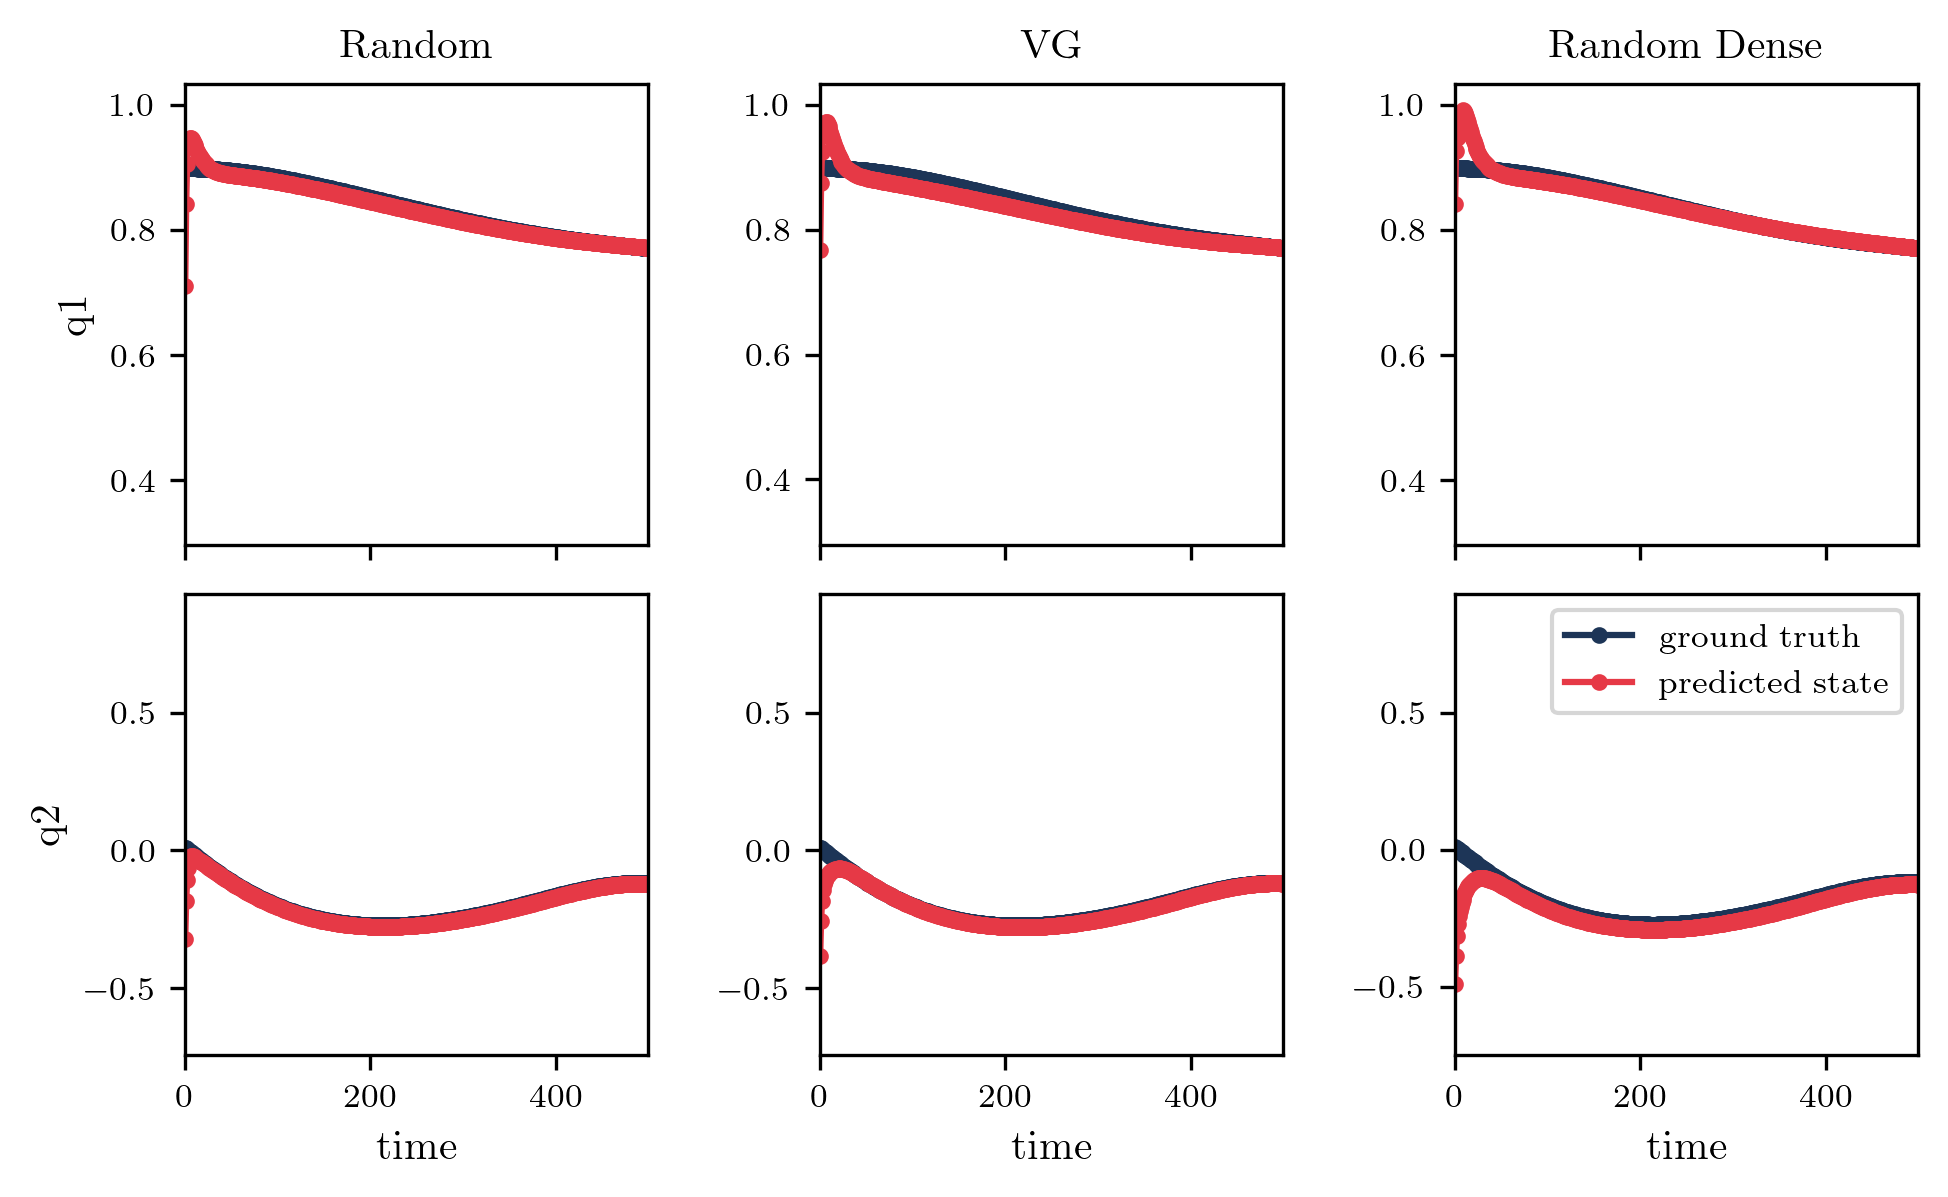 Random VG Random Dense
1.0 1.0 1.0
0.8 0.8 0.8
q1
0.6 0.6 0.6
0.4 0.4 0.4
ground truth
predicted state
0.5 0.5 0.5
q2
0.0 0.0 0.0
−0.5 −0.5 −0.5
0 200 400 0 200 400 0 200 400
time time time